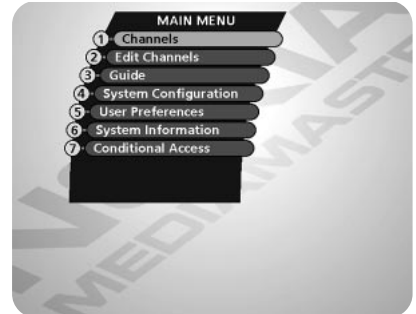 MAIN MENU
1 Channels
2 Edit Channels
3 Guide
4 System Configuration
5 User Preferences
6 System Information
7 Conditional Access
MEDIAMASTER